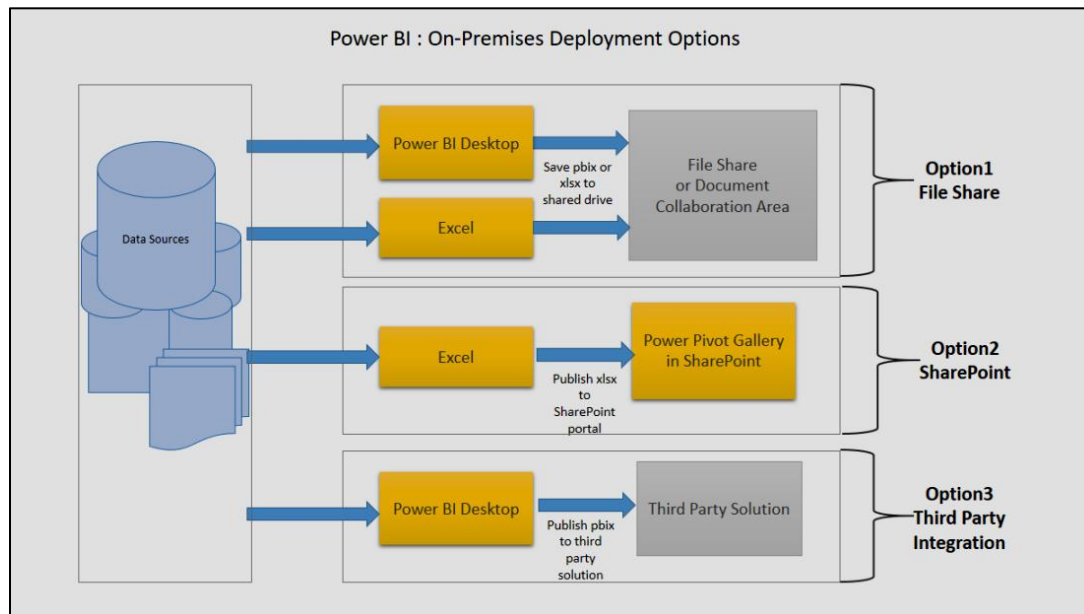 Power BI : On-Premises Deployment Options
Data Sources
Power BI Desktop
Save pbix or
xlsx to
shared drive
Excel
File Share
or Document
Collaboration Area
Option1
File Share
Excel
Publish xlsx
to
SharePoint
portal
Power Pivot Gallery
in SharePoint
Option2
SharePoint
Power BI Desktop
Publish pbix
to third
party
solution
Third Party Solution
Option3
Third Party
Integration